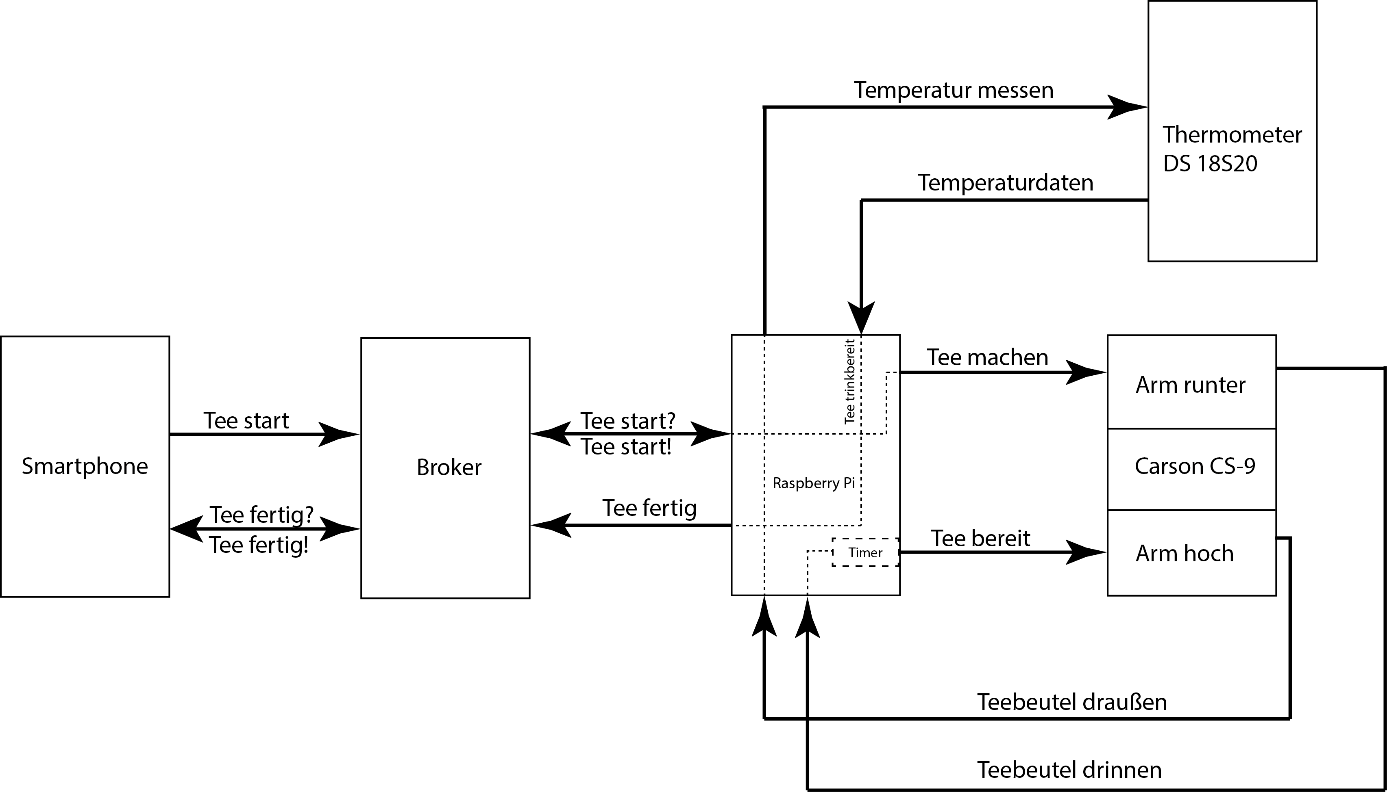 Temperatur messen
Thermometer
DS 18S20
Temperaturdaten
Tee trinkbereit
Tee machen
Arm runter
Tee start
Tee start?
Tee start!
Smartphone
Broker
Carson CS-9
Raspberry Pi
Tee fertig?
Tee fertig!
Tee fertig
Timer
Tee bereit
Arm hoch
Teebeutel draußen
Teebeutel drinnen